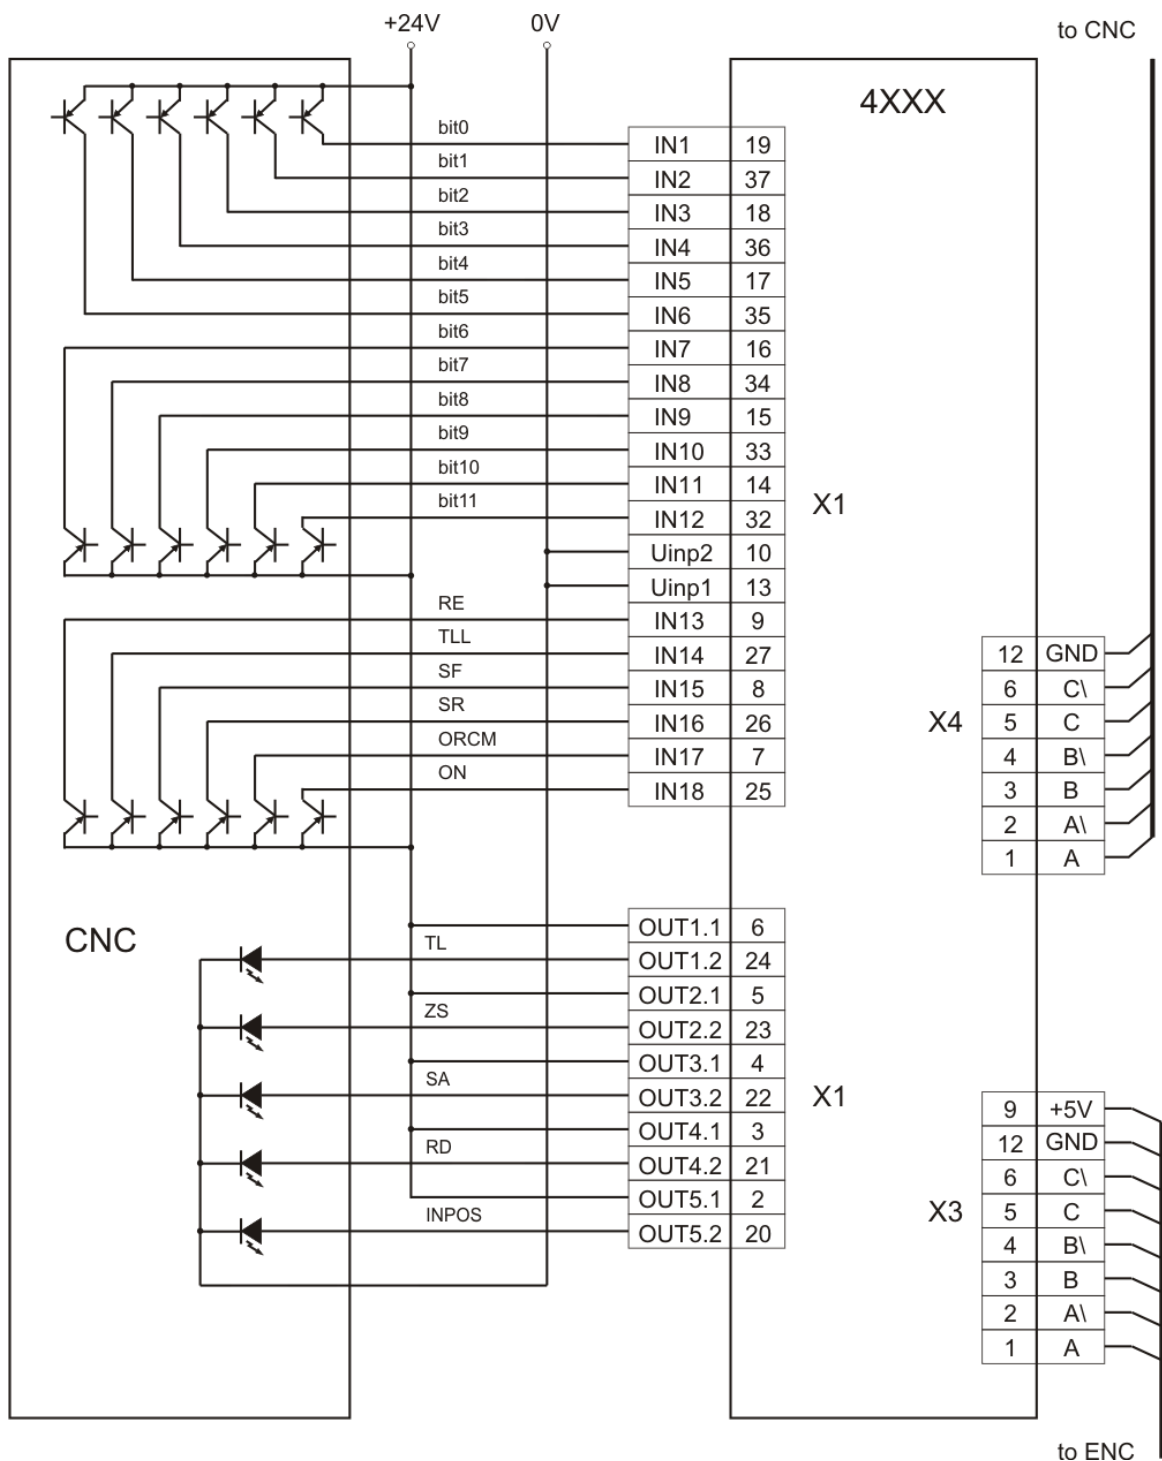 +24V 0V to CNC
4XXX
bit0 IN1 19
bit1 IN2 37
bit2 IN3 18
bit3 IN4 36
bit4 IN5 17
bit5 IN6 35
bit6 IN7 16
bit7 IN8 34
bit8 IN9 15
bit9 IN10 33
bit10 IN11 14
bit11 IN12 32
X1
Uinp2 10
Uinp1 13
RE IN13 9
TLL IN14 27
SF IN15 8
SR IN16 26
ORCM IN17 7
ON IN18 25
X4
12 GND
6 C\
5 C
4 B\
3 B
2 A\
1 A
CNC
OUT1.1 6
TL OUT1.2 24
OUT2.1 5
ZS OUT2.2 23
OUT3.1 4
SA OUT3.2 22
X1
OUT4.1 3
RD OUT4.2 21
OUT5.1 2
INPOS OUT5.2 20
X3
9 +5V
12 GND
6 C\
5 C
4 B\
3 B
2 A\
1 A
to ENC